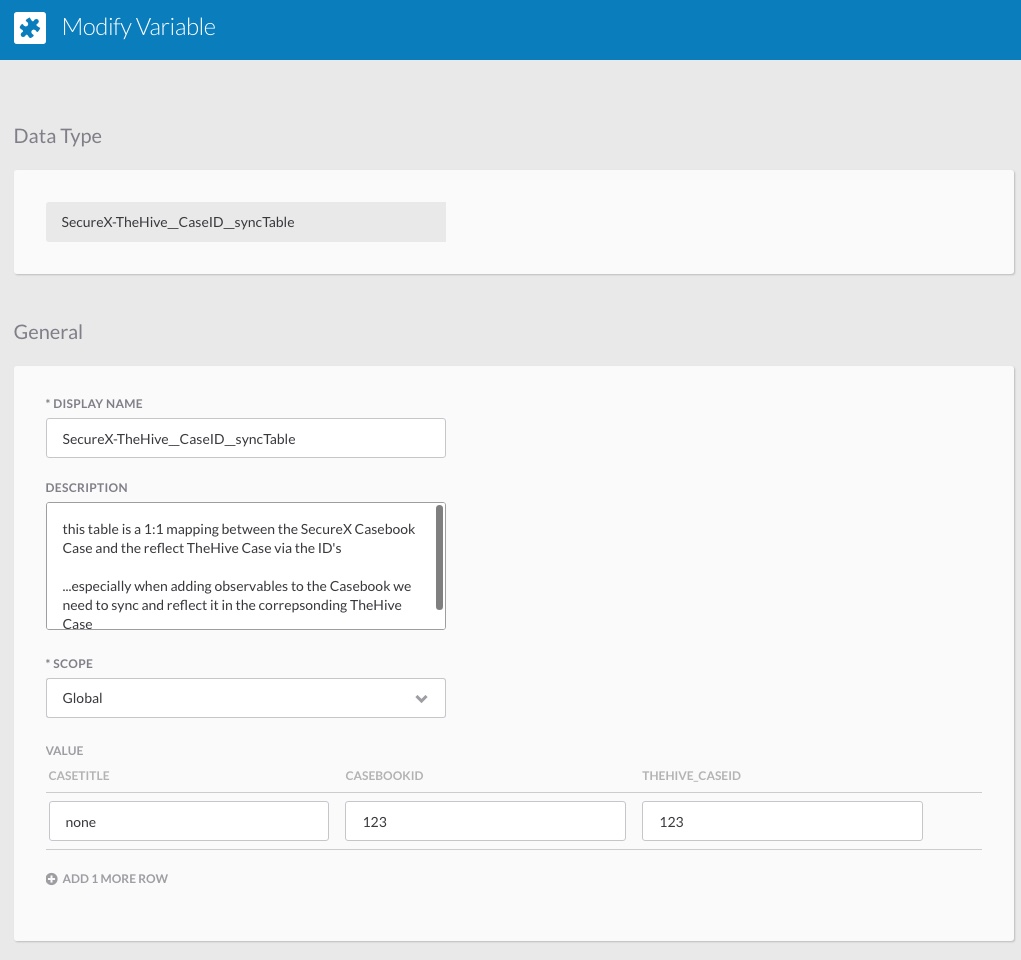 Modify Variable
Data Type
SecureX-TheHive__CaseID__syncTable
General
* DISPLAY NAME
SecureX-TheHive__CaseID__syncTable
DESCRIPTION
this table is a 1:1 mapping between the SecureX Casebook
Case and the reflect TheHive Case via the ID's
...especially when adding observables to the Casebook we
need to sync and reflect it in the correpsonding TheHive
Case
* SCOPE
Global
VALUE
CASETITLE CASEBOOKID THEHIVE_CASEID
none 123 123
ADD 1 MORE ROW